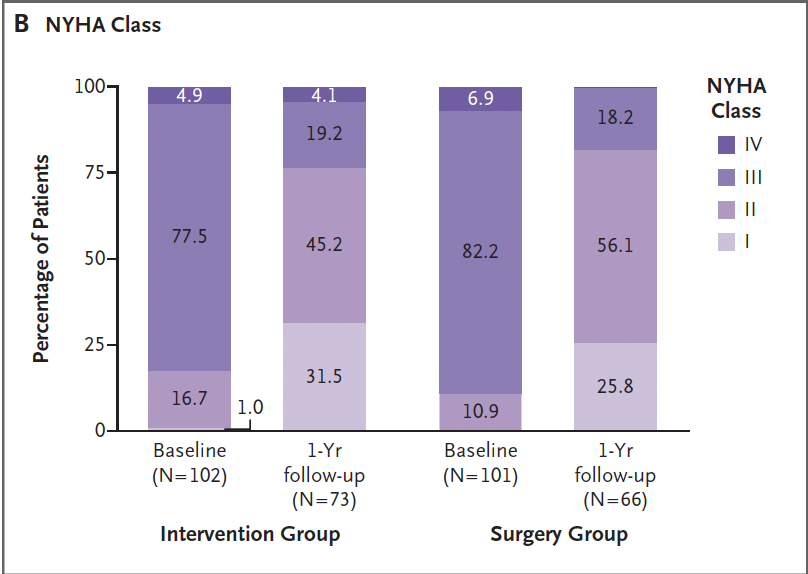 B NYHA Class
NYHA
Class
IV
III
II
I
Percentage of Patients
100
75
50
25
0
4.9
77.5
16.7
1.0
4.1
19.2
45.2
31.5
6.9
82.2
10.9
18.2
56.1
25.8
Baseline
(N=102)
1-Yr
follow-up
(N=73)
Baseline
(N=101)
1-Yr
follow-up
(N=66)
Intervention Group
Surgery Group